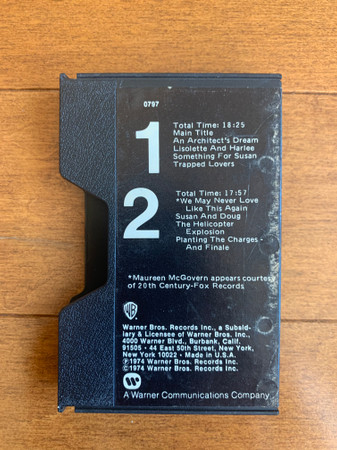 0797
1
Total Time: 18:25
Main Title
An Architect's Dream
Lisolette And Harlee
Something For Susan
Trapped Lovers
2
Total Time: 17:57
*We May Never Love
Like This Again
Susan and Doug
The Helicopter
Explosion
Planting The Charges -
And Finale
*Maureen McGovern appears courtesy
of 20th Century-Fox Records
WB
Warner Bros. Records Inc., a Subsid-
iary & Licensee of Warner Bros. Inc.,
4000 Warner Blvd., Burbank, Calif.
91505 • 44 East 50th Street, New York,
New York 10022 • Made in U.S.A.
℗1974 Warner Bros. Records Inc.
©1974 Warner Bros. Records Inc.
A Warner Communications Company